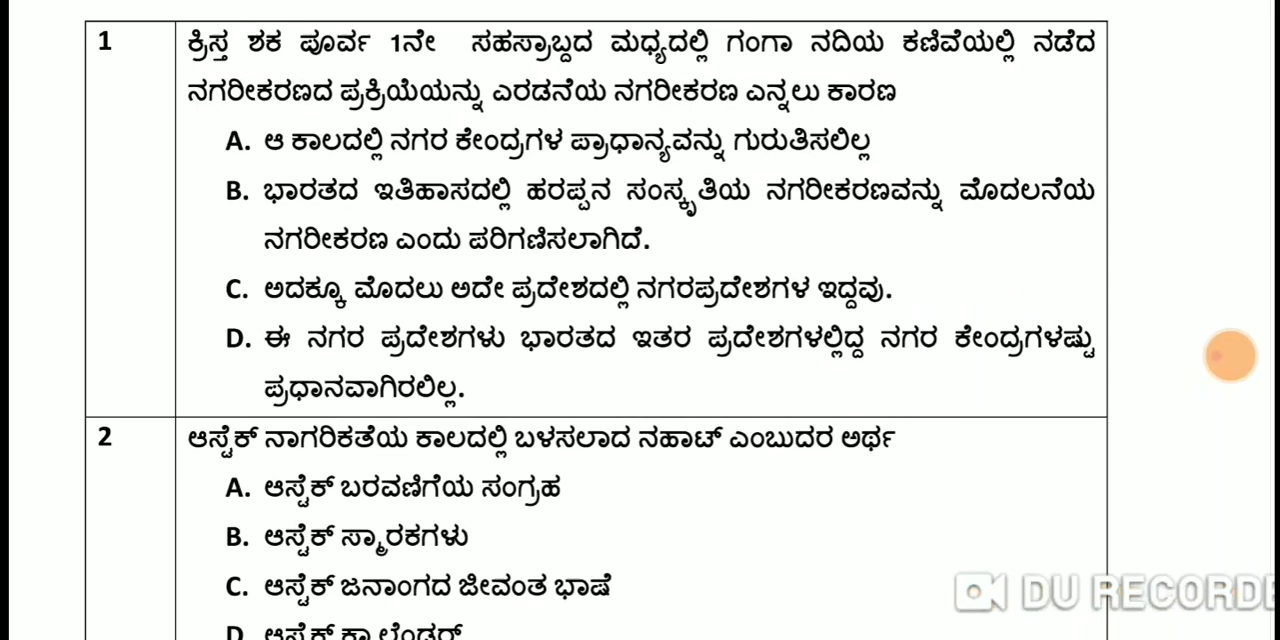 1
ಕ್ರಿಸ್ತ ಶಕ ಪೂರ್ವ 1ನೇ ಸಹಸ್ರಾಬ್ದದ ಮಧ್ಯದಲ್ಲಿ ಗಂಗಾ ನದಿಯ ಕಣಿವೆಯಲ್ಲಿ ನಡೆದ
ನಗರೀಕರಣದ ಪ್ರಕ್ರಿಯೆಯನ್ನು ಎರಡನೆಯ ನಗರೀಕರಣ ಎನ್ನಲು ಕಾರಣ
A. ಆ ಕಾಲದಲ್ಲಿ ನಗರ ಕೇಂದ್ರಗಳ ಪ್ರಾಧಾನ್ಯವನ್ನು ಗುರುತಿಸಲಿಲ್ಲ
B. ಭಾರತದ ಇತಿಹಾಸದಲ್ಲಿ ಹರಪ್ಪನ ಸಂಸ್ಕೃತಿಯ ನಗರೀಕರಣವನ್ನು ಮೊದಲನೆಯ
ನಗರೀಕರಣ ಎಂದು ಪರಿಗಣಿಸಲಾಗಿದೆ.
C. ಅದಕ್ಕೂ ಮೊದಲು ಅದೇ ಪ್ರದೇಶದಲ್ಲಿ ನಗರಪ್ರದೇಶಗಳ ಇದ್ದವು.
D. ಈ ನಗರ ಪ್ರದೇಶಗಳು ಭಾರತದ ಇತರ ಪ್ರದೇಶಗಳಲ್ಲಿದ್ದ ನಗರ ಕೇಂದ್ರಗಳಷ್ಟು
ಪ್ರಧಾನವಾಗಿರಲಿಲ್ಲ.
2
ಆಸ್ಟೆಕ್ ನಾಗರಿಕತೆಯ ಕಾಲದಲ್ಲಿ ಬಳಸಲಾದ ನಹಾಟ್ ಎಂಬುದರ ಅರ್ಥ
A. ಆಸ್ಟೆಕ್ ಬರವಣಿಗೆಯ ಸಂಗ್ರಹ
B. ಆಸ್ಟೆಕ್ ಸ್ಮಾರಕಗಳು
C. ಆಸ್ಟೆಕ್ ಜನಾಂಗದ ಜೀವಂತ ಭಾಷೆ
D. ಆಸ್ಟೆಕ್ ಕ್ಯಾಲೆಂಡರ್
DU RECORDE